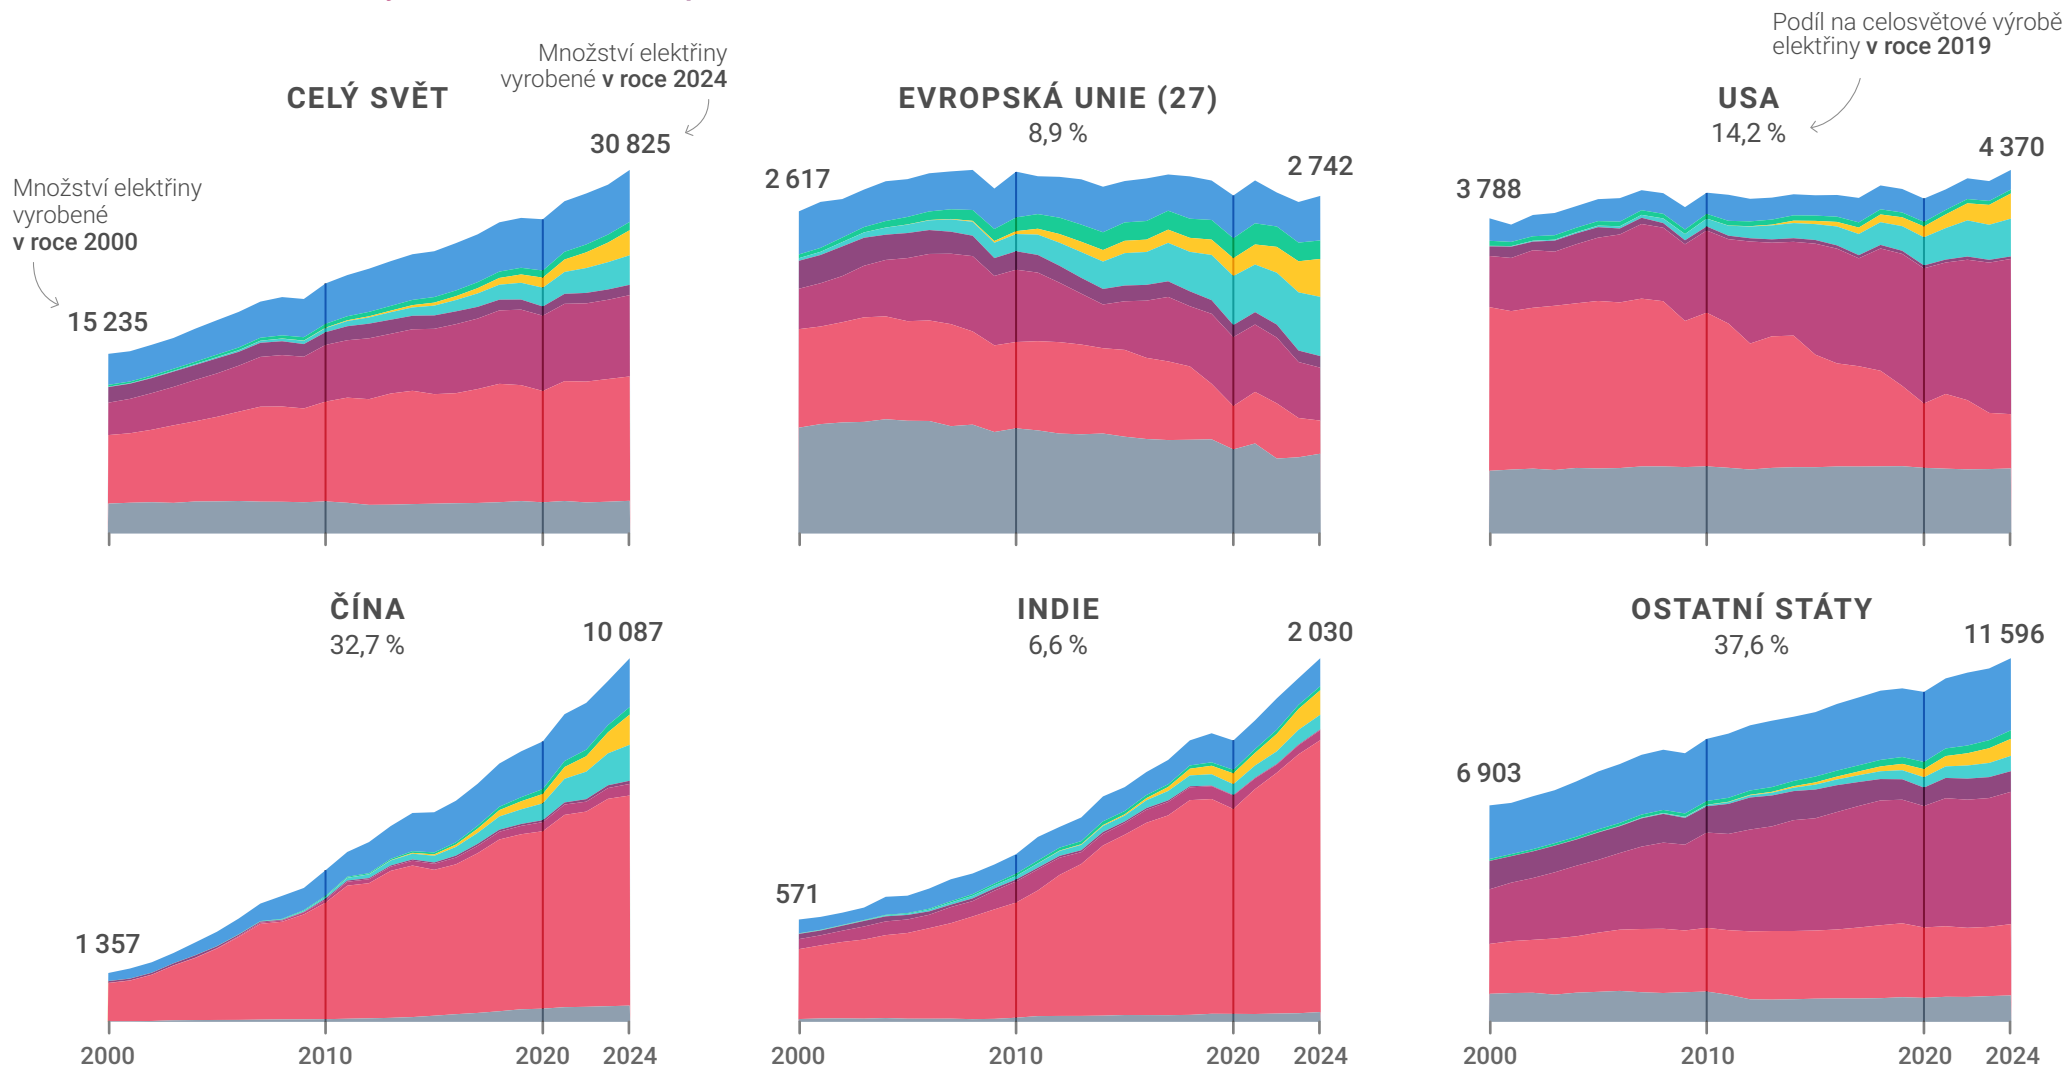 Podíl na celosvětové výrobě
elektřiny v roce 2019
Množství elektřiny
vyrobené v roce 2024
CELÝ SVĚT
EVROPSKÁ UNIE (27)
USA
8,9 %
14,2 %
30 825
4 370
2 617
2 742
3 788
Množství elektřiny
vyrobené
v roce 2000
15 235
ČÍNA
INDIE
OSTATNÍ STÁTY
32,7 %
10 087
6,6 %
2 030
37,6 %
11 596
6 903
571
1 357
2000 2010 2020 2024
2000 2010 2020 2024
2000 2010 2020 2024